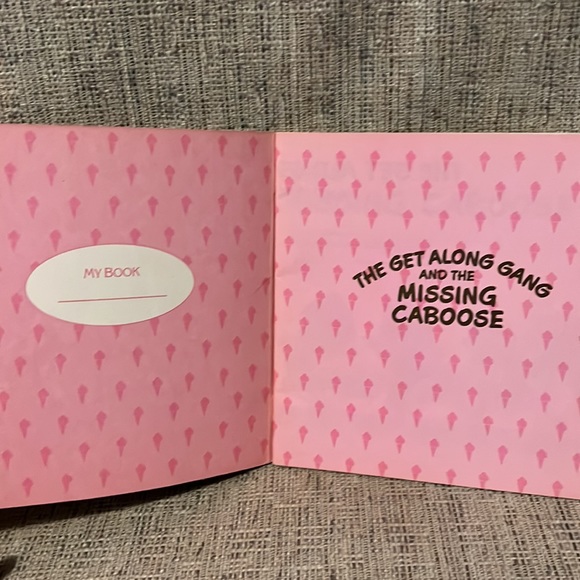 MY BOOK
THE GET ALONG GANG
AND THE
MISSING
CABOOSE